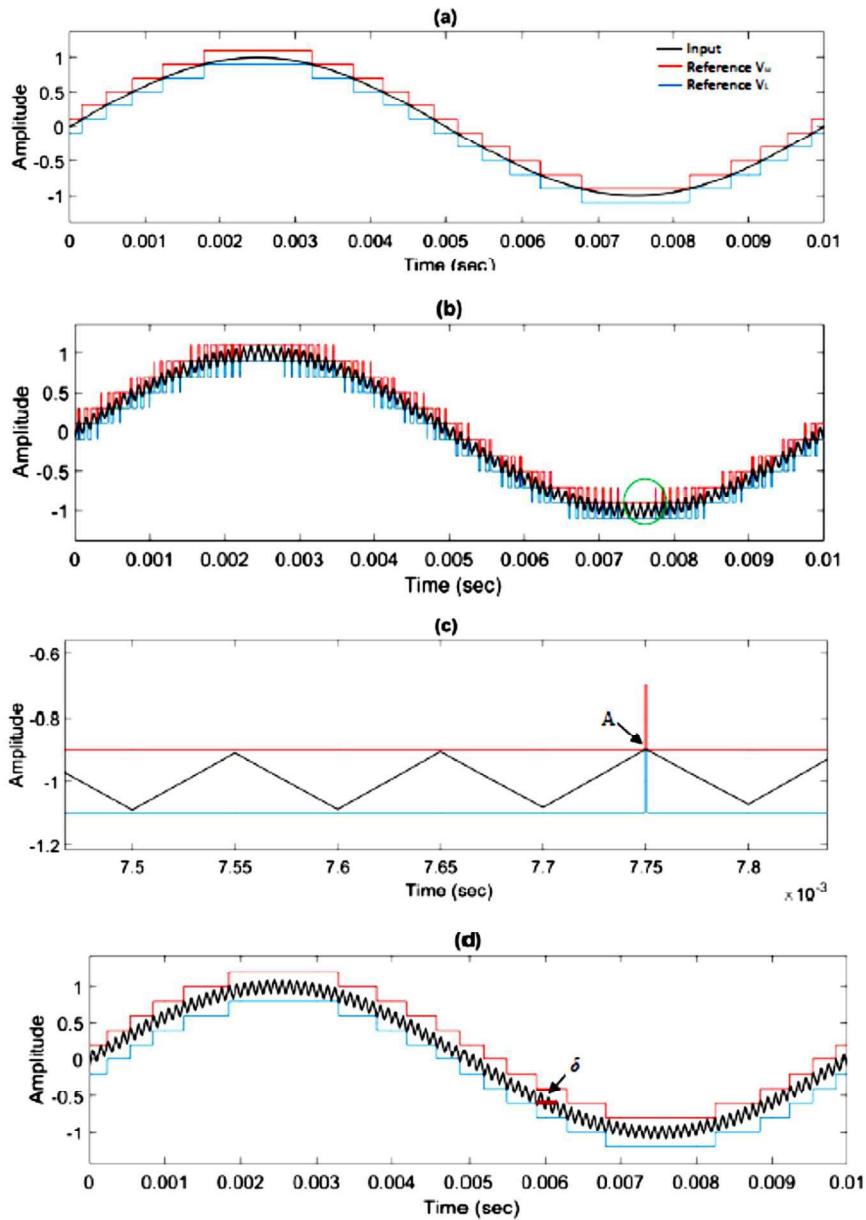 (a)
Input
Reference Vu
Reference VL
Amplitude
1
0.5
0
-0.5
-1
0 0.001 0.002 0.003 0.004 0.005 0.006 0.007 0.008 0.009 0.01
Time (sec)
(b)
Amplitude
1
0.5
0
-0.5
-1
0 0.001 0.002 0.003 0.004 0.005 0.006 0.007 0.008 0.009 0.01
Time (sec)
(c)
Amplitude
-0.6
-0.8
-1
-1.2
A
7.5 7.55 7.6 7.65 7.7 7.75 7.8
Time (sec)
×10-3
(d)
Amplitude
1
0.5
0
-0.5
-1
δ
0 0.001 0.002 0.003 0.004 0.005 0.006 0.007 0.008 0.009 0.01
Time (sec)